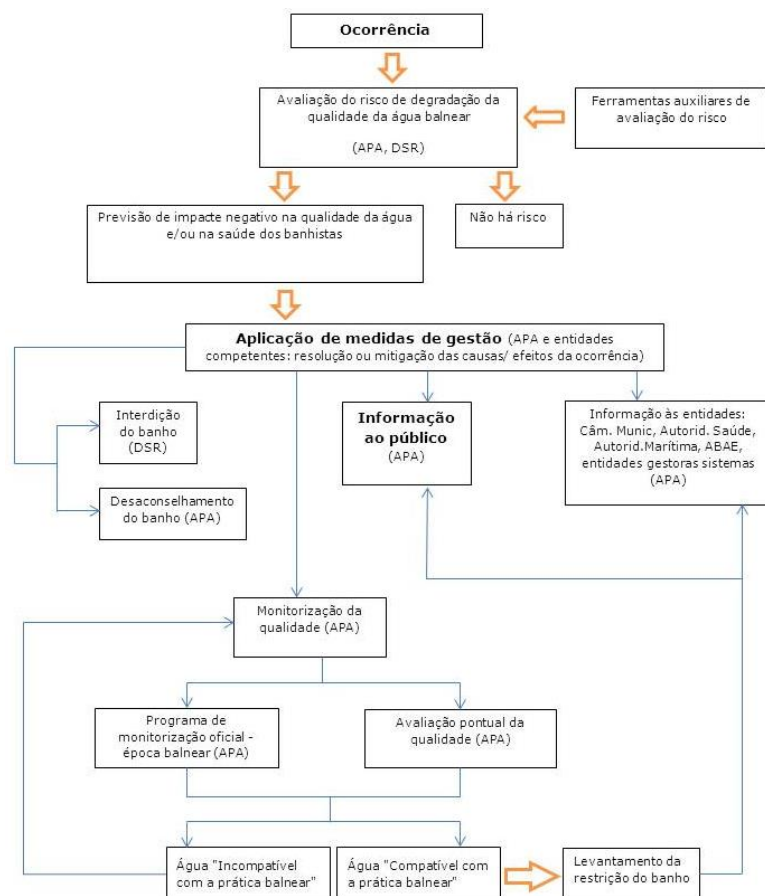 Ocorrência
Avaliação do risco de degradação da
qualidade da água balnear
(APA, DSR)
Ferramentas auxiliares de
avaliação do risco
Previsão de impacte negativo na qualidade da água
e/ou na saúde dos banhistas
Não há risco
Aplicação de medidas de gestão (APA e entidades
competentes: resolução ou mitigação das causas/ efeitos da ocorrência)
Interdição
do banho
(DSR)
Desaconselhamento
do banho (APA)
Informação
ao público
(APA)
Informação às entidades:
Câm. Munic, Autorid. Saúde,
Autorid.Marítima, ABAE,
entidades gestoras sistemas
(APA)
Monitorização da
qualidade (APA)
Programa de
monitorização oficial -
época balnear (APA)
Avaliação pontual da
qualidade (APA)
Água "Incompatível
com a prática balnear"
Água "Compatível com
a prática balnear"
Levantamento da
restrição do banho